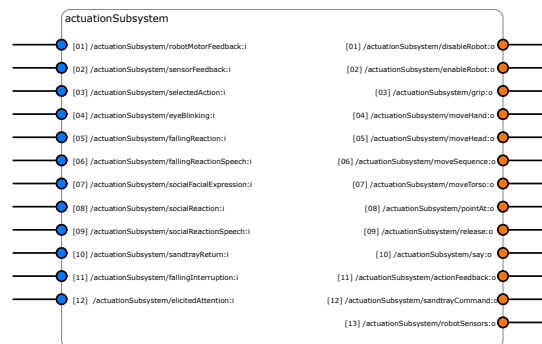 actuationSubsystem
[01] /actuationSubsystem/robotMotorFeedback:i
[02] /actuationSubsystem/sensorFeedback:i
[03] /actuationSubsystem/selectedAction:i
[04] /actuationSubsystem/eyeBlinking:i
[05] /actuationSubsystem/fallingReaction:i
[06] /actuationSubsystem/fallingReactionSpeech:i
[07] /actuationSubsystem/socialFacialExpression:i
[08] /actuationSubsystem/socialReaction:i
[09] /actuationSubsystem/socialReactionSpeech:i
[10] /actuationSubsystem/sandtrayReturn:i
[11] /actuationSubsystem/fallingInterruption:i
[12] /actuationSubsystem/elicitedAttention:i
[01] /actuationSubsystem/disableRobot:o
[02] /actuationSubsystem/enableRobot:o
[03] /actuationSubsystem/grip:o
[04] /actuationSubsystem/moveHand:o
[05] /actuationSubsystem/moveHead:o
[06] /actuationSubsystem/moveSequence:o
[07] /actuationSubsystem/moveTorso:o
[08] /actuationSubsystem/pointAt:o
[09] /actuationSubsystem/release:o
[10] /actuationSubsystem/say:o
[11] /actuationSubsystem/actionFeedback:o
[12] /actuationSubsystem/sandtrayCommand:o
[13] /actuationSubsystem/robotSensors:o